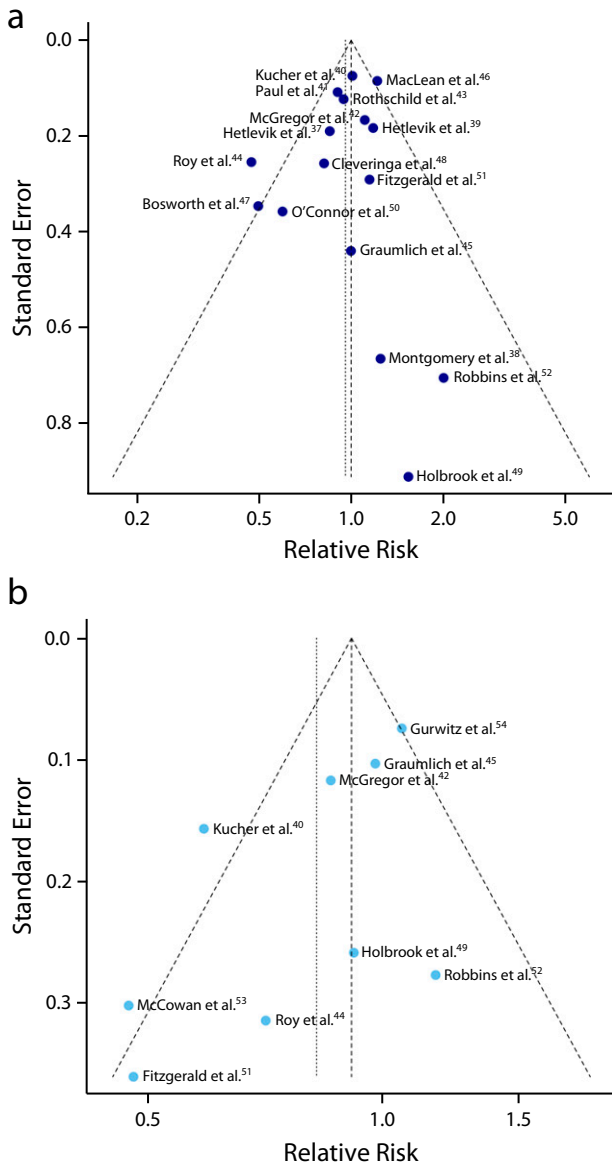 a
0.0
0.2
0.4
0.6
0.8
Standard Error
Kucher et al.40
MacLean et al.46
Paul et al.41
Rothschild et al.43
McGregor et al.42
Hetlevik et al.39
Hetlevik et al.37
Roy et al.44
Cleveringa et al.48
Fitzgerald et al.51
Bosworth et al.47
O'Connor et al.50
Graumlich et al.45
Montgomery et al.38
Robbins et al.52
Holbrook et al.49
0.2 0.5 1.0 2.0 5.0
Relative Risk
b
0.0
0.1
0.2
0.3
Standard Error
Gurwitz et al.54
Graumlich et al.45
McGregor et al.42
Kucher et al.40
Holbrook et al.49
Robbins et al.52
McCowan et al.53
Roy et al.44
Fitzgerald et al.51
0.5 1.0 1.5
Relative Risk